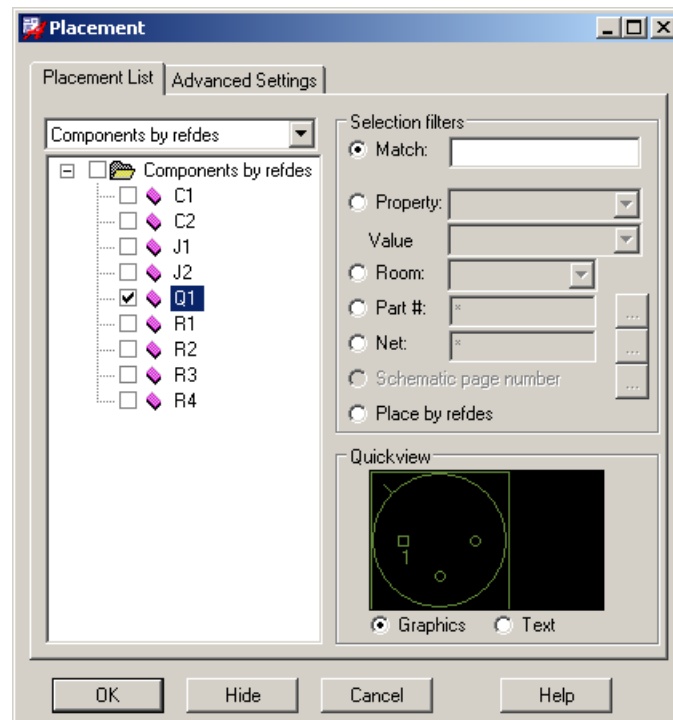 Placement
Placement List
Advanced Settings
Components by refdes
Components by refdes
C1
C2
J1
J2
Q1
R1
R2
R3
R4
Selection filters
Match:
Property:
Value
Room:
Part #: * ...
Net: * ...
Schematic page number ...
Place by refdes
Quickview
1
Graphics
Text
OK
Hide
Cancel
Help